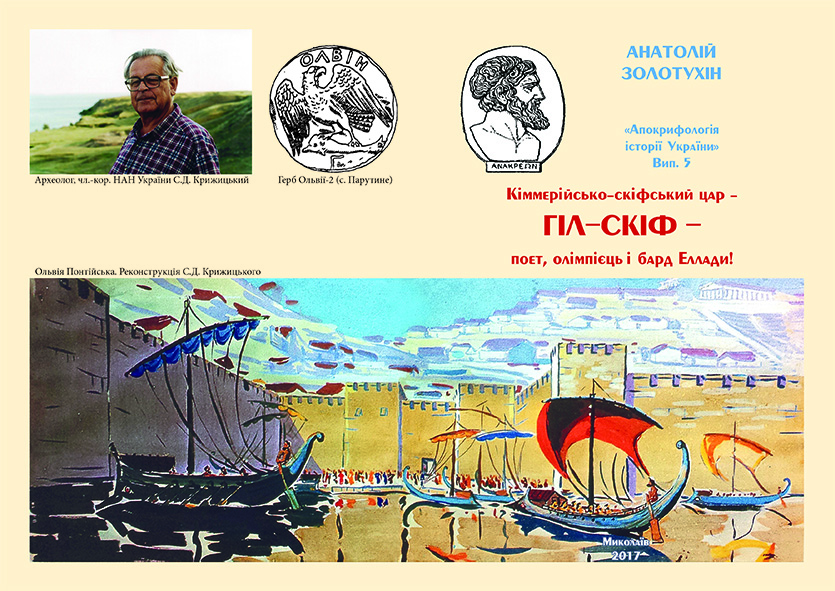 ОЛВІН
АНАКРЕѠН
Археолог, чл.-кор. НАН України С.Д. Крижицький
Герб Ольвії-2 (с. Парутине)
Ольвія Понтійська. Реконструкція С.Д. Крижицького
АНАТОЛІЙ
ЗОЛОТУХІН
«Апокрифологія
історії України»
Вип. 5
Кіммерійсько-скіфський цар –
ГІЛ–СКІФ –
поет, олімпієць і бард Еллади!
Миколаїв
2017